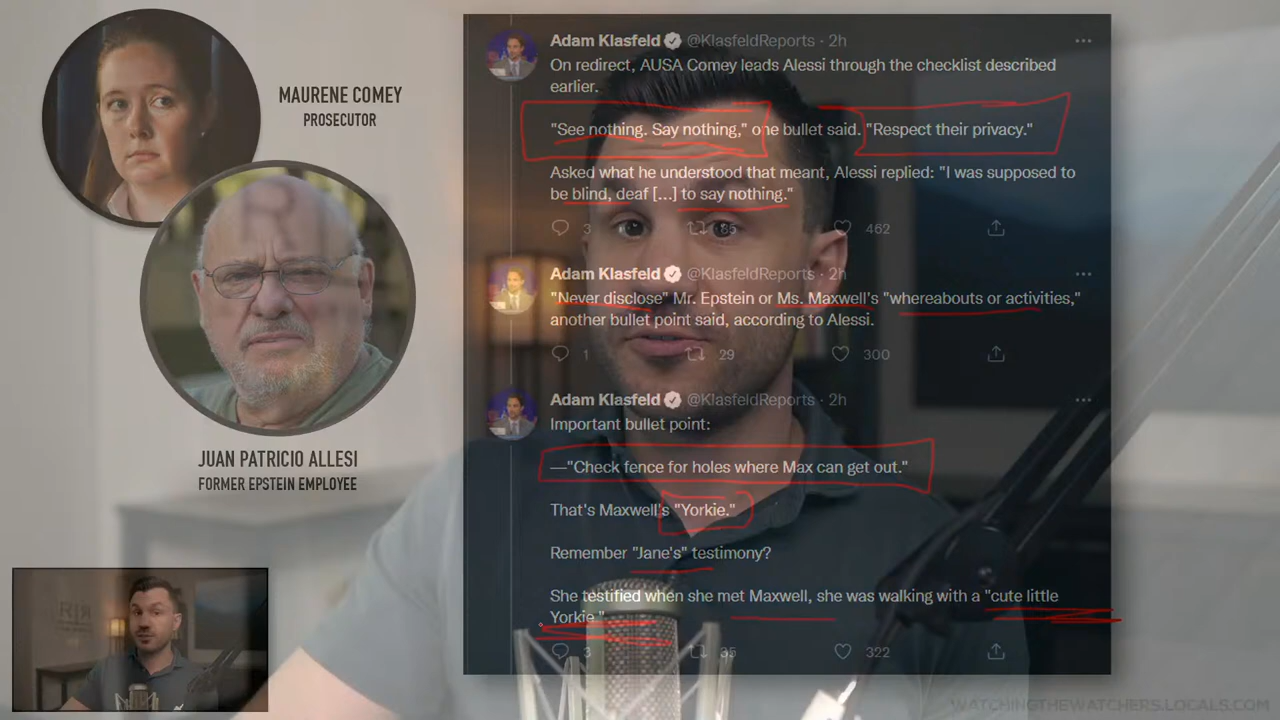 MAURENE COMEY
PROSECUTOR
JUAN PATRICIO ALLESI
FORMER EPSTEIN EMPLOYEE
Adam Klasfeld @KlasfeldReports · 2h
On redirect, AUSA Comey leads Alessi through the checklist described
earlier.
"See nothing. Say nothing," one bullet said. "Respect their privacy."
Asked what he understood that meant, Alessi replied: "I was supposed to
be blind, deaf [...] to say nothing."
3 85 462
Adam Klasfeld @KlasfeldReports · 2h
"Never disclose" Mr. Epstein or Ms. Maxwell's "whereabouts or activities,"
another bullet point said, according to Alessi.
1 29 300
Adam Klasfeld @KlasfeldReports · 2h
Important bullet point:
—"Check fence for holes where Max can get out."
That's Maxwell's "Yorkie."
Remember "Jane's" testimony?
She testified when she met Maxwell, she was walking with a "cute little
Yorkie."
3 35 322
WATCHINGTHEWATCHERS.LOCALS.COM